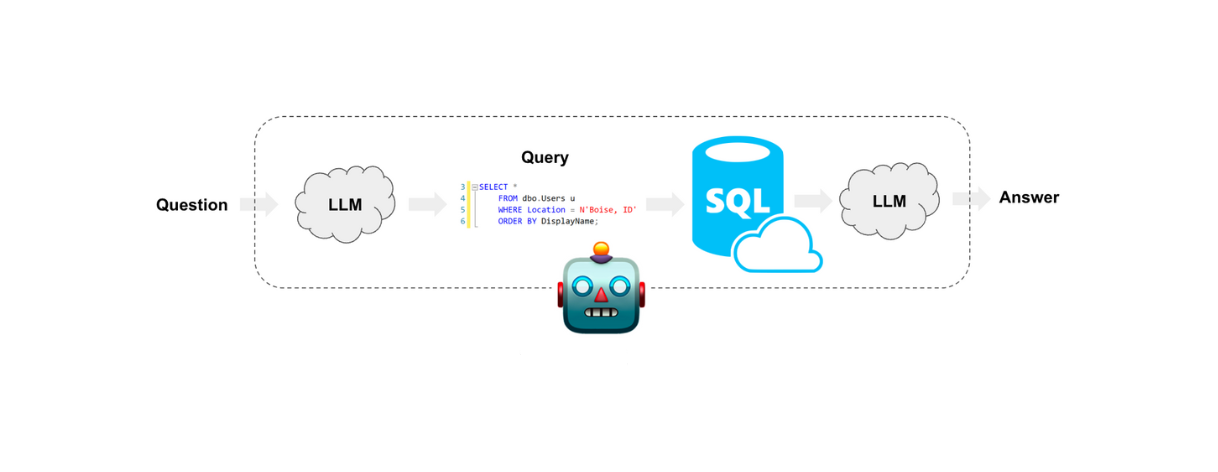 Question
LLM
Query
3 SELECT *
4 FROM dbo.Users u
5 WHERE Location = N'Boise, ID'
6 ORDER BY DisplayName;
SQL
LLM
Answer